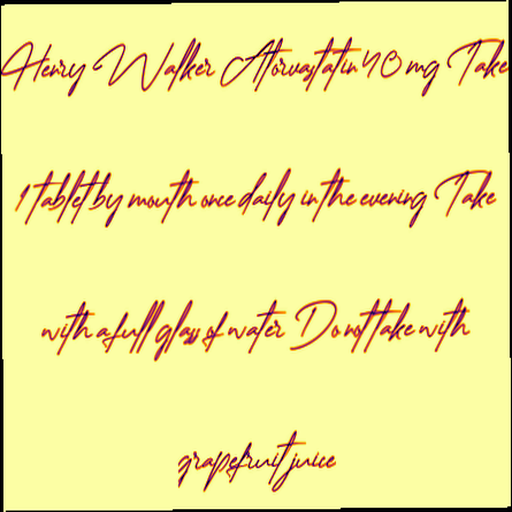 Henry Walker Atorvastatin 40 mg Take
1 tablet by mouth once daily in the evening Take
with a full glass of water Do not take with
grapefruit juice